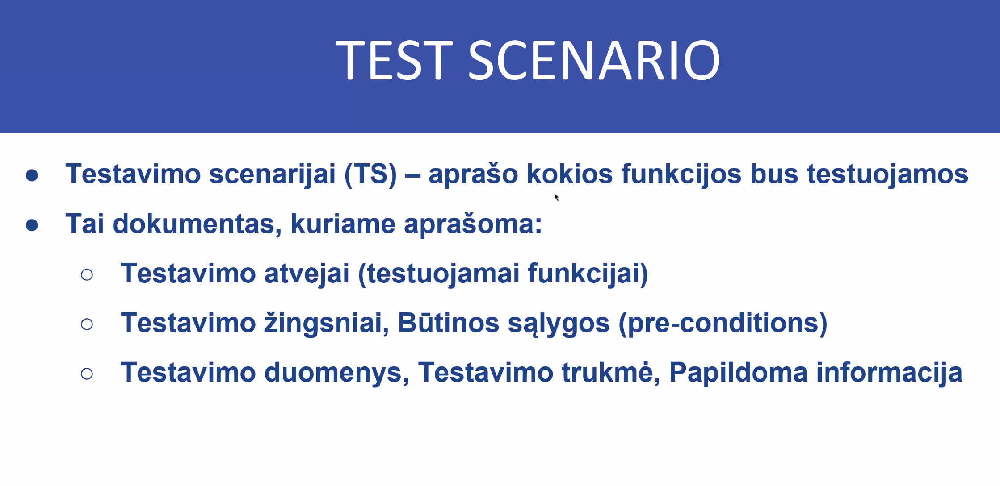 TEST SCENARIO
● Testavimo scenarijai (TS) – aprašo kokios funkcijos bus testuojamos
● Tai dokumentas, kuriame aprašoma:
○ Testavimo atvejai (testuojamai funkcijai)
○ Testavimo žingsniai, Būtinos sąlygos (pre-conditions)
○ Testavimo duomenys, Testavimo trukmė, Papildoma informacija